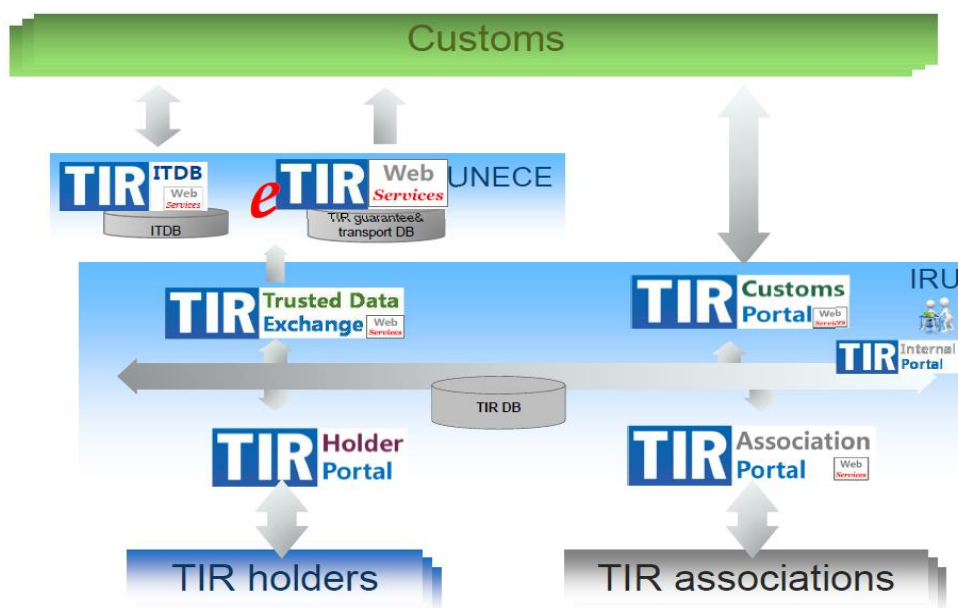 Customs
TIR ITDB
Web
Services
ITDB
eTIR Web
Services
UNECE
TIR guarantee&
transport DB
IRU
TIR Trusted Data
Exchange Web
Services
TIR Customs
Portal Web
Services
TIR Internal
Portal
TIR DB
TIR Holder
Portal
TIR Association
Portal Web
Services
TIR holders
TIR associations